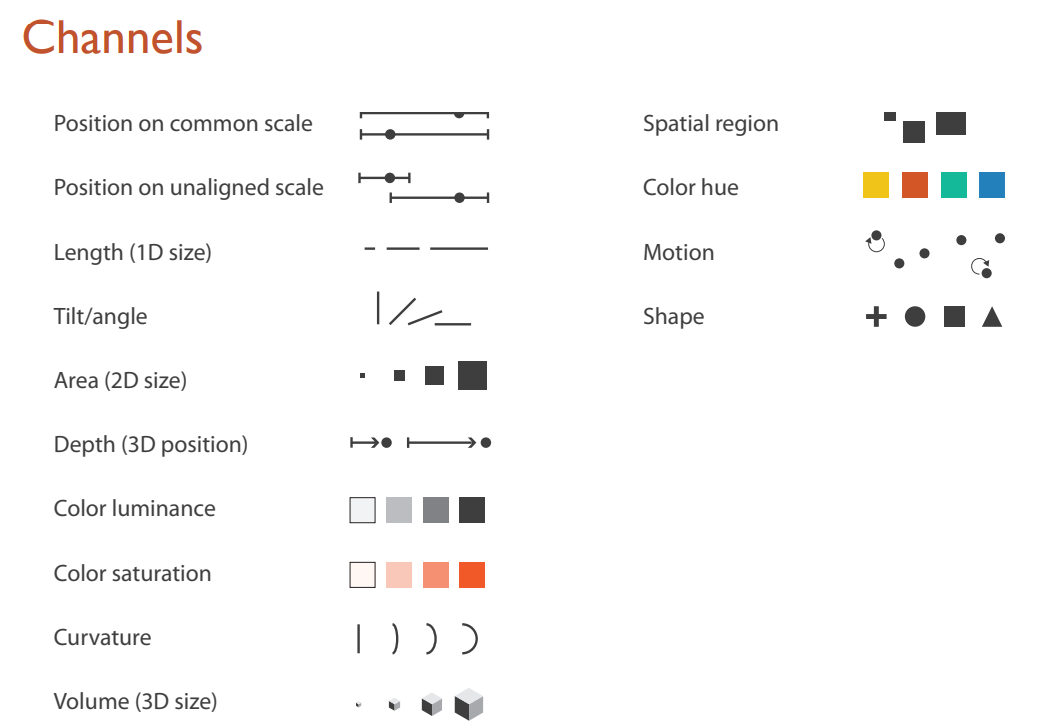 Channels
Position on common scale
Position on unaligned scale
Length (1D size)
Tilt/angle
Area (2D size)
Depth (3D position)
Color luminance
Color saturation
Curvature
Volume (3D size)
Spatial region
Color hue
Motion
Shape